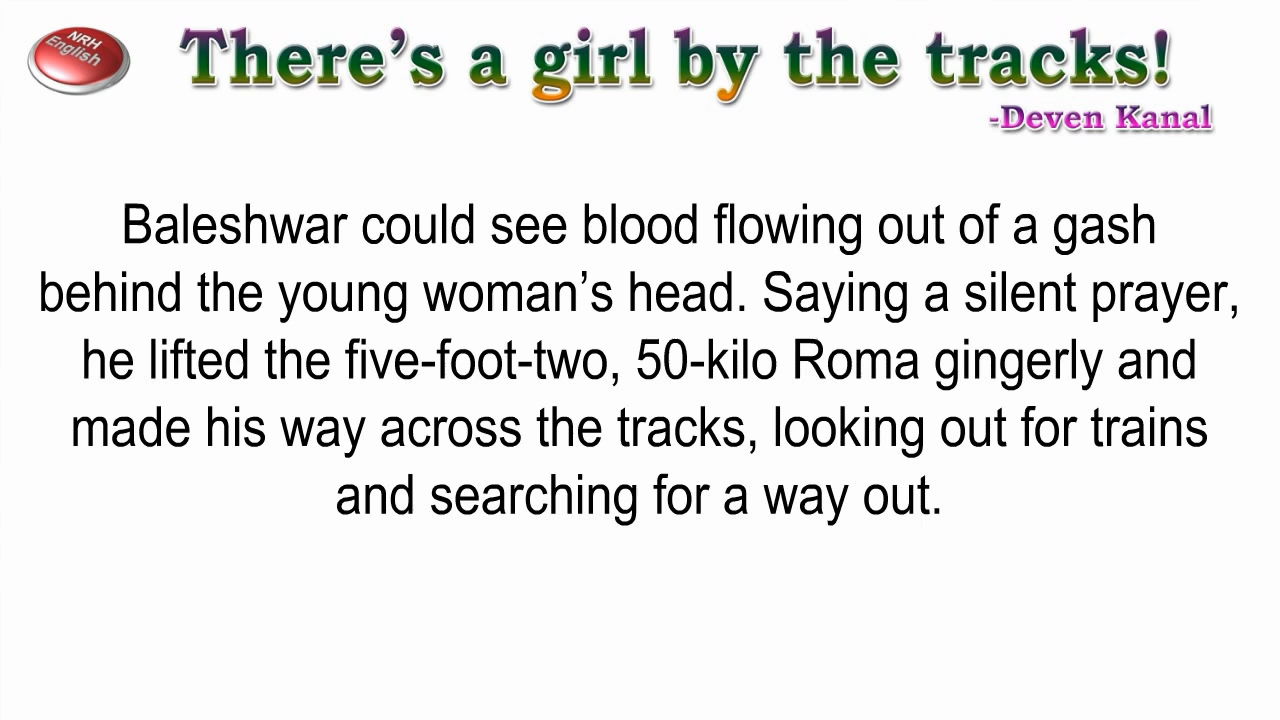 NRH
English
There's a girl by the tracks!
-Deven Kanal
Baleshwar could see blood flowing out of a gash
behind the young woman's head. Saying a silent prayer,
he lifted the five-foot-two, 50-kilo Roma gingerly and
made his way across the tracks, looking out for trains
and searching for a way out.